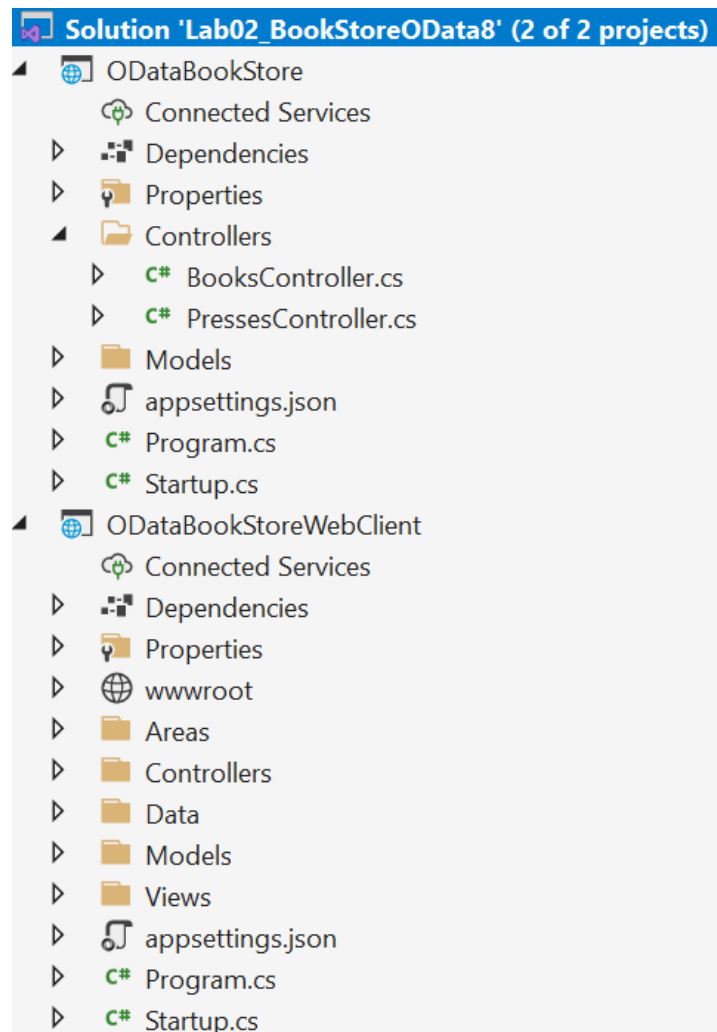 Solution 'Lab02_BookStoreOData8' (2 of 2 projects)
ODataBookStore
Connected Services
Dependencies
Properties
Controllers
C# BooksController.cs
C# PressesController.cs
Models
appsettings.json
C# Program.cs
C# Startup.cs
ODataBookStoreWebClient
Connected Services
Dependencies
Properties
wwwroot
Areas
Controllers
Data
Models
Views
appsettings.json
C# Program.cs
C# Startup.cs